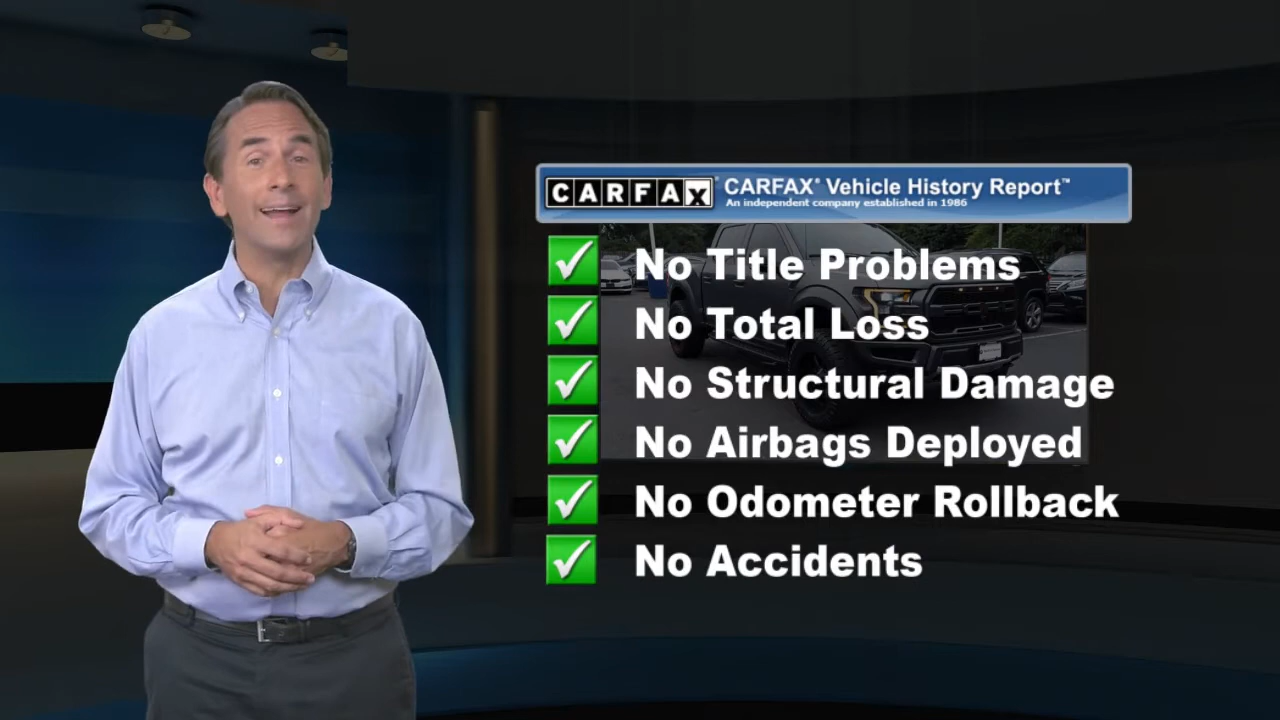 CARFAX® CARFAX® Vehicle History Report™
An independent company established in 1986
No Title Problems
No Total Loss
No Structural Damage
No Airbags Deployed
No Odometer Rollback
No Accidents